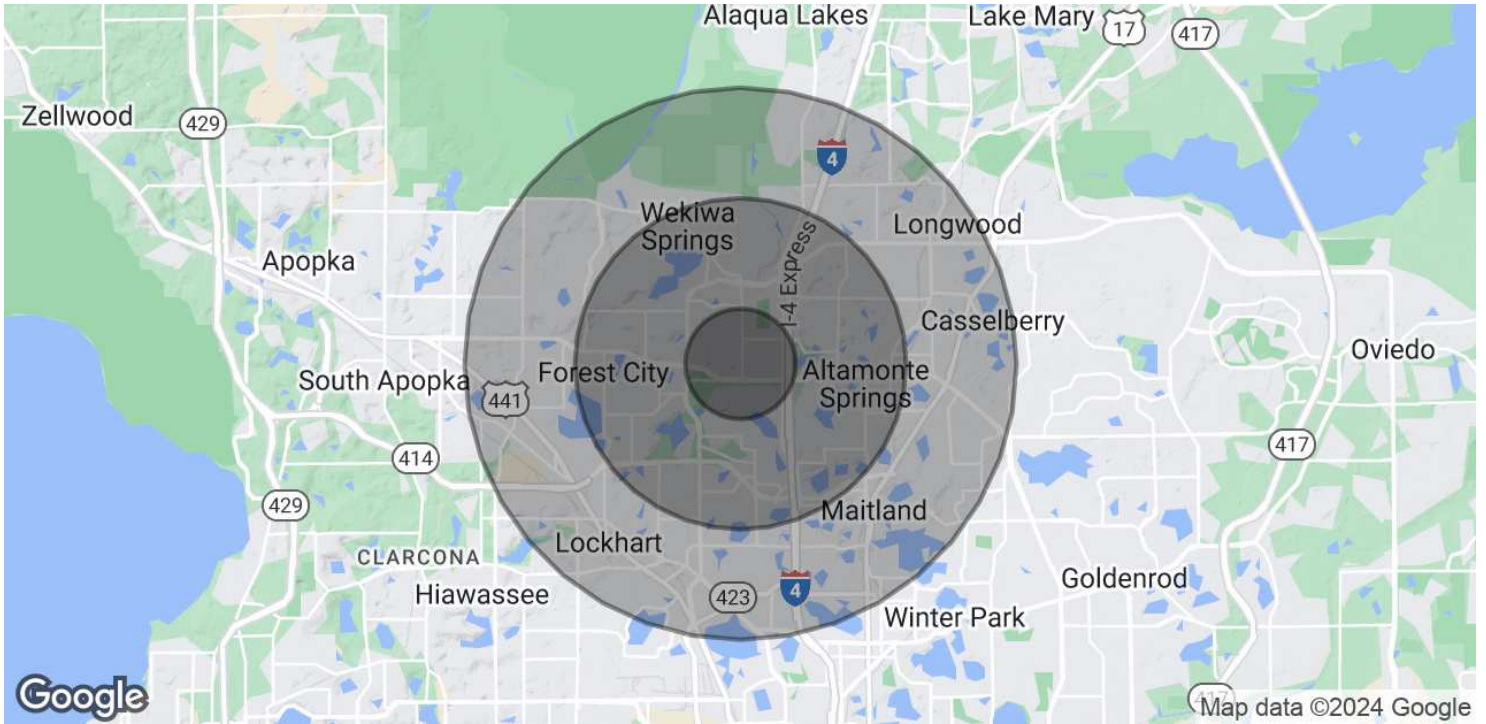 Alaqua Lakes
Lake Mary
17
417
Zellwood
429
4
Wekiwa
Springs
Longwood
Apopka
I-4 Express
Casselberry
Oviedo
Forest City
Altamonte
Springs
South Apopka
441
417
414
429
Maitland
Lockhart
CLARCONA
Goldenrod
Hiawassee
423
4
Winter Park
417
Google
Map data ©2024 Google